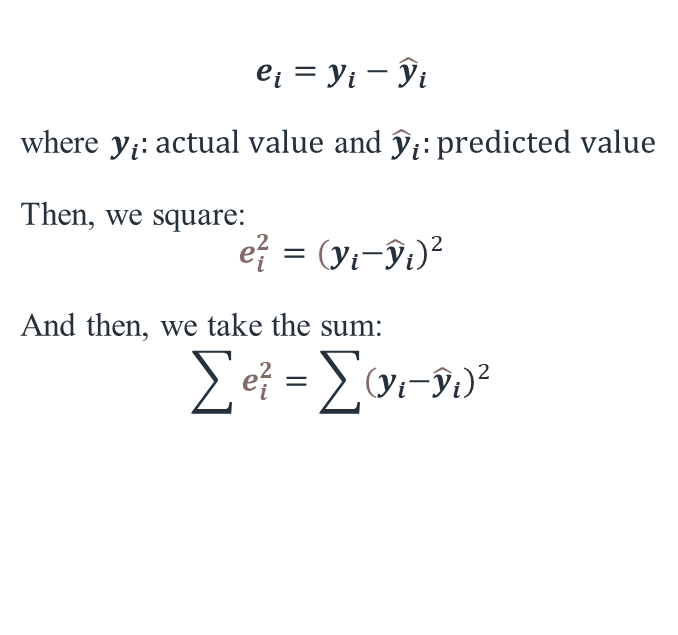 eᵢ = yᵢ − ŷᵢ
where yᵢ: actual value and ŷᵢ: predicted value
Then, we square:
eᵢ² = (yᵢ−ŷᵢ)²
And then, we take the sum:
∑ eᵢ² = ∑(yᵢ−ŷᵢ)²